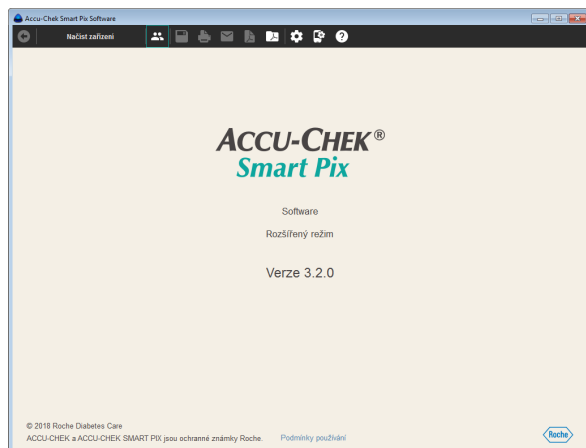 Accu-Chek Smart Pix Software
Načíst zařízení
ACCU-CHEK®
Smart Pix
Software
Rozšířený režim
Verze 3.2.0
© 2018 Roche Diabetes Care
ACCU-CHEK a ACCU-CHEK SMART PIX jsou ochranné známky Roche. Podmínky používání
Roche